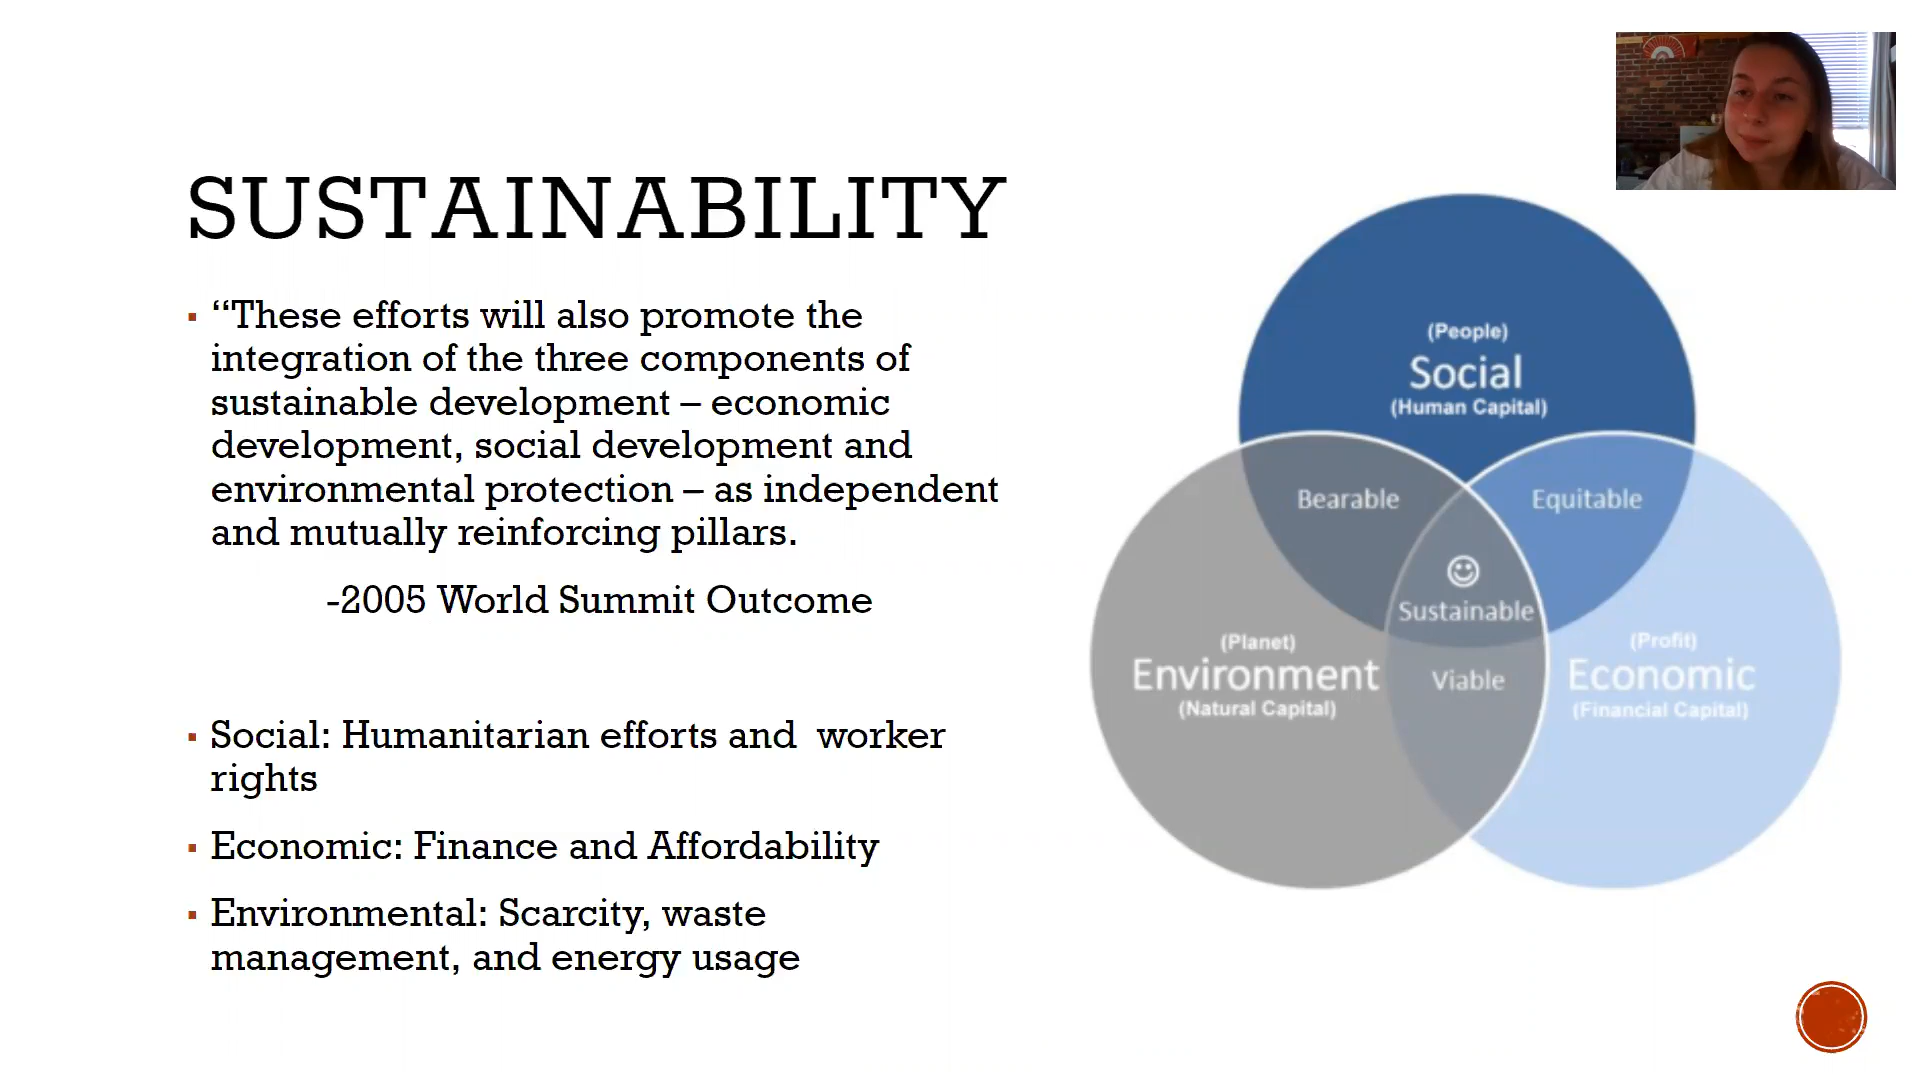 SUSTAINABILITY
▪ “These efforts will also promote the
integration of the three components of
sustainable development – economic
development, social development and
environmental protection – as independent
and mutually reinforcing pillars.
-2005 World Summit Outcome
▪ Social: Humanitarian efforts and  worker
rights
▪ Economic: Finance and Affordability
▪ Environmental: Scarcity, waste
management, and energy usage
(People)
Social
(Human Capital)
Bearable
Equitable
Sustainable
(Planet)
Environment
(Natural Capital)
Viable
(Profit)
Economic
(Financial Capital)